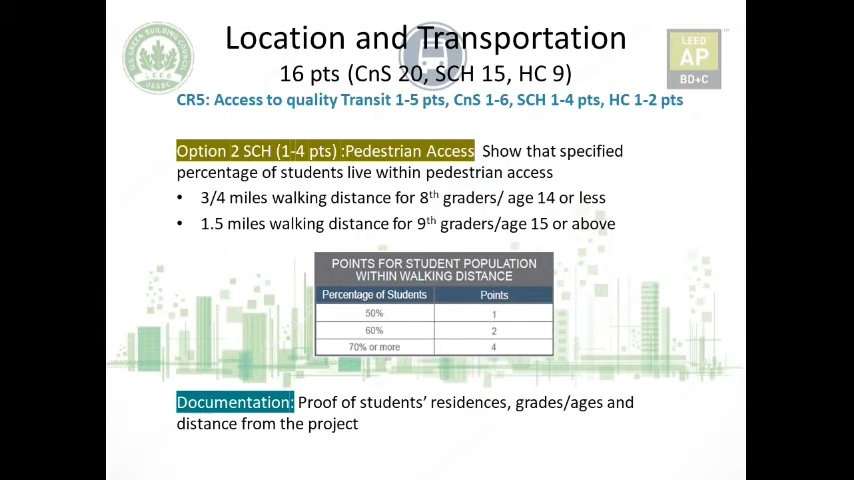 Location and Transportation
16 pts (CnS 20, SCH 15, HC 9)
CR5: Access to quality Transit 1-5 pts, CnS 1-6, SCH 1-4 pts, HC 1-2 pts
LEED
AP
BD+C
U.S. GREEN BUILDING COUNCIL
LEED
Option 2 SCH (1-4 pts) :Pedestrian Access Show that specified
percentage of students live within pedestrian access
• 3/4 miles walking distance for 8th graders/ age 14 or less
• 1.5 miles walking distance for 9th graders/age 15 or above
POINTS FOR STUDENT POPULATION
WITHIN WALKING DISTANCE
Percentage of Students Points
50% 1
60% 2
70% or more 4
Documentation: Proof of students' residences, grades/ages and
distance from the project